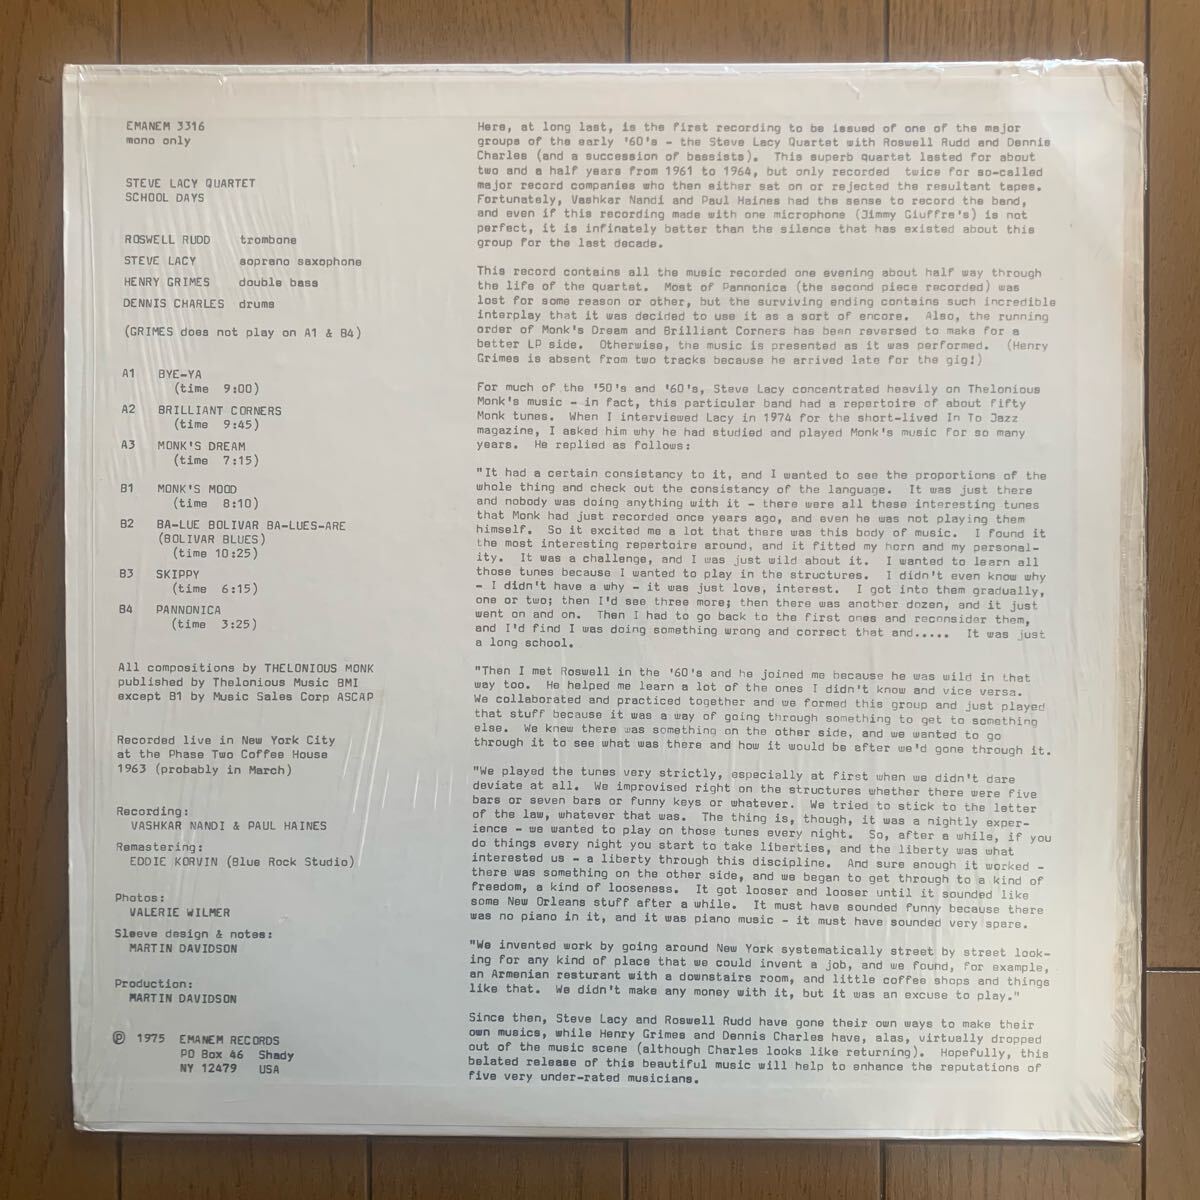 EMANEM 3316
mono only
STEVE LACY QUARTET
SCHOOL DAYS
ROSWELL RUDD trombone
STEVE LACY soprano saxophone
HENRY GRIMES double bass
DENNIS CHARLES drums
(GRIMES does not play on A1 & B4)
A1 BYE-YA
(time 9:00)
A2 BRILLIANT CORNERS
(time 9:45)
A3 MONK'S DREAM
(time 7:15)
B1 MONK'S MOOD
(time 8:10)
B2 BA-LUE BOLIVAR BA-LUES-ARE
(BOLIVAR BLUES)
(time 10:25)
B3 SKIPPY
(time 6:15)
B4 PANNONICA
(time 3:25)
All compositions by THELONIOUS MONK
published by Thelonious Music BMI
except B1 by Music Sales Corp ASCAP
Recorded live in New York City
at the Phase Two Coffee House
1963 (probably in March)
Recording:
VASHKAR NANDI & PAUL HAINES
Remastering:
EDDIE KORVIN (Blue Rock Studio)
Photos:
VALERIE WILMER
Sleeve design & notes:
MARTIN DAVIDSON
Production:
MARTIN DAVIDSON
℗ 1975 EMANEM RECORDS
PO Box 46 Shady
NY 12479 USA
Here, at long last, is the first recording to be issued of one of the major
groups of the early '60's - the Steve Lacy Quartet with Roswell Rudd and Dennis
Charles (and a succession of bassists). This superb quartet lasted for about
two and a half years from 1961 to 1964, but only recorded twice for so-called
major record companies who then either sat on or rejected the resultant tapes.
Fortunately, Vashkar Nandi and Paul Haines had the sense to record the band,
and even if this recording made with one microphone (Jimmy Giuffre's) is not
perfect, it is infinately better than the silence that has existed about this
group for the last decade.
This record contains all the music recorded one evening about half way through
the life of the quartet. Most of Pannonica (the second piece recorded) was
lost for some reason or other, but the surviving ending contains such incredible
interplay that it was decided to use it as a sort of encore. Also, the running
order of Monk's Dream and Brilliant Corners has been reversed to make for a
better LP side. Otherwise, the music is presented as it was performed. (Henry
Grimes is absent from two tracks because he arrived late for the gig!)
For much of the '50's and '60's, Steve Lacy concentrated heavily on Thelonious
Monk's music - in fact, this particular band had a repertoire of about fifty
Monk tunes. When I interviewed Lacy in 1974 for the short-lived In To Jazz
magazine, I asked him why he had studied and played Monk's music for so many
years. He replied as follows:
"It had a certain consistancy to it, and I wanted to see the proportions of the
whole thing and check out the consistancy of the language. It was just there
and nobody was doing anything with it - there were all these interesting tunes
that Monk had just recorded once years ago, and even he was not playing them
himself. So it excited me a lot that there was this body of music. I found it
the most interesting repertoire around, and it fitted my horn and my personal-
ity. It was a challenge, and I was just wild about it. I wanted to learn all
those tunes because I wanted to play in the structures. I didn't even know why
- I didn't have a why - it was just love, interest. I got into them gradually,
one or two; then I'd see three more; then there was another dozen, and it just
went on and on. Then I had to go back to the first ones and reconsider them,
and I'd find I was doing something wrong and correct that and..... It was just
a long school.
"Then I met Roswell in the '60's and he joined me because he was wild in that
way too. He helped me learn a lot of the ones I didn't know and vice versa.
We collaborated and practiced together and we formed this group and just played
that stuff because it was a way of going through something to get to something
else. We knew there was something on the other side, and we wanted to go
through it to see what was there and how it would be after we'd gone through it.
"We played the tunes very strictly, especially at first when we didn't dare
deviate at all. We improvised right on the structures whether there were five
bars or seven bars or funny keys or whatever. We tried to stick to the letter
of the law, whatever that was. The thing is, though, it was a nightly exper-
ience - we wanted to play on those tunes every night. So, after a while, if you
do things every night you start to take liberties, and the liberty was what
interested us - a liberty through this discipline. And sure enough it worked -
there was something on the other side, and we began to get through to a kind of
freedom, a kind of looseness. It got looser and looser until it sounded like
some New Orleans stuff after a while. It must have sounded funny because there
was no piano in it, and it was piano music - it must have sounded very spare.
"We invented work by going around New York systematically street by street look-
ing for any kind of place that we could invent a job, and we found, for example,
an Armenian resturant with a downstairs room, and little coffee shops and things
like that. We didn't make any money with it, but it was an excuse to play."
Since then, Steve Lacy and Roswell Rudd have gone their own ways to make their
own musics, while Henry Grimes and Dennis Charles have, alas, virtually dropped
out of the music scene (although Charles looks like returning). Hopefully, this
belated release of this beautiful music will help to enhance the reputations of
five very under-rated musicians.